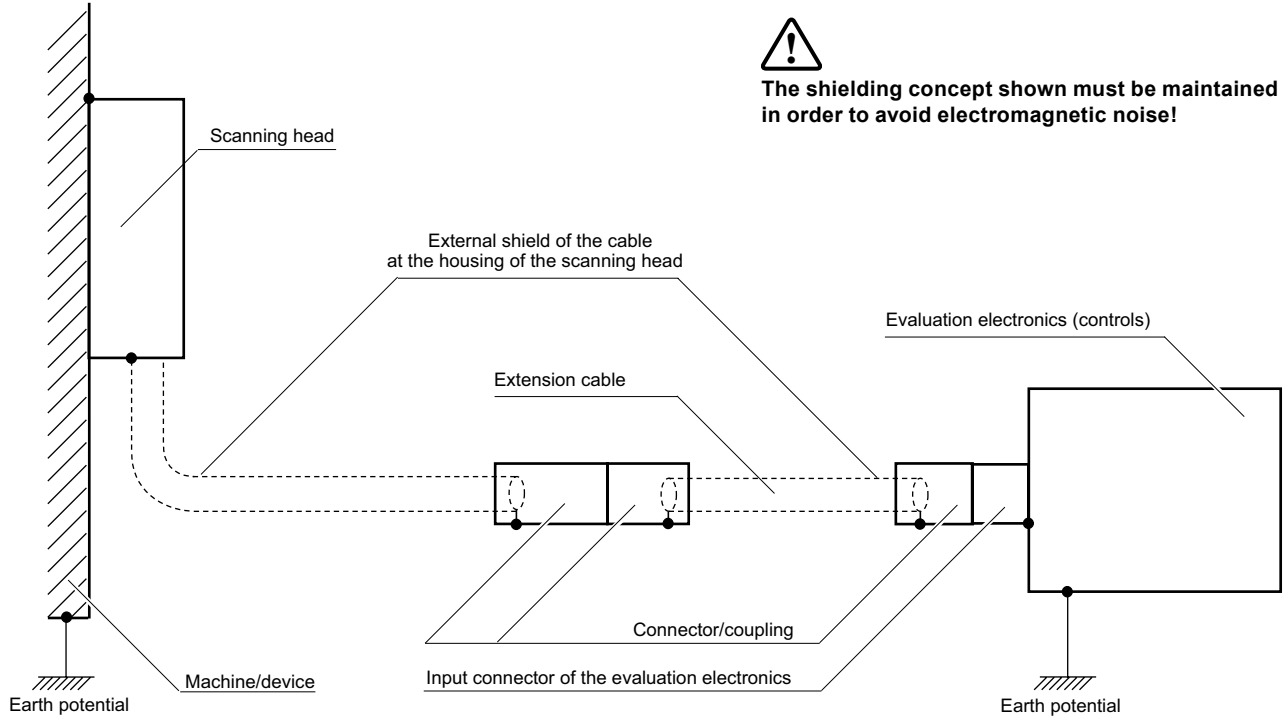 The shielding concept shown must be maintained
in order to avoid electromagnetic noise!
Scanning head
External shield of the cable
at the housing of the scanning head
Evaluation electronics (controls)
Extension cable
Connector/coupling
Machine/device
Input connector of the evaluation electronics
Earth potential
Earth potential